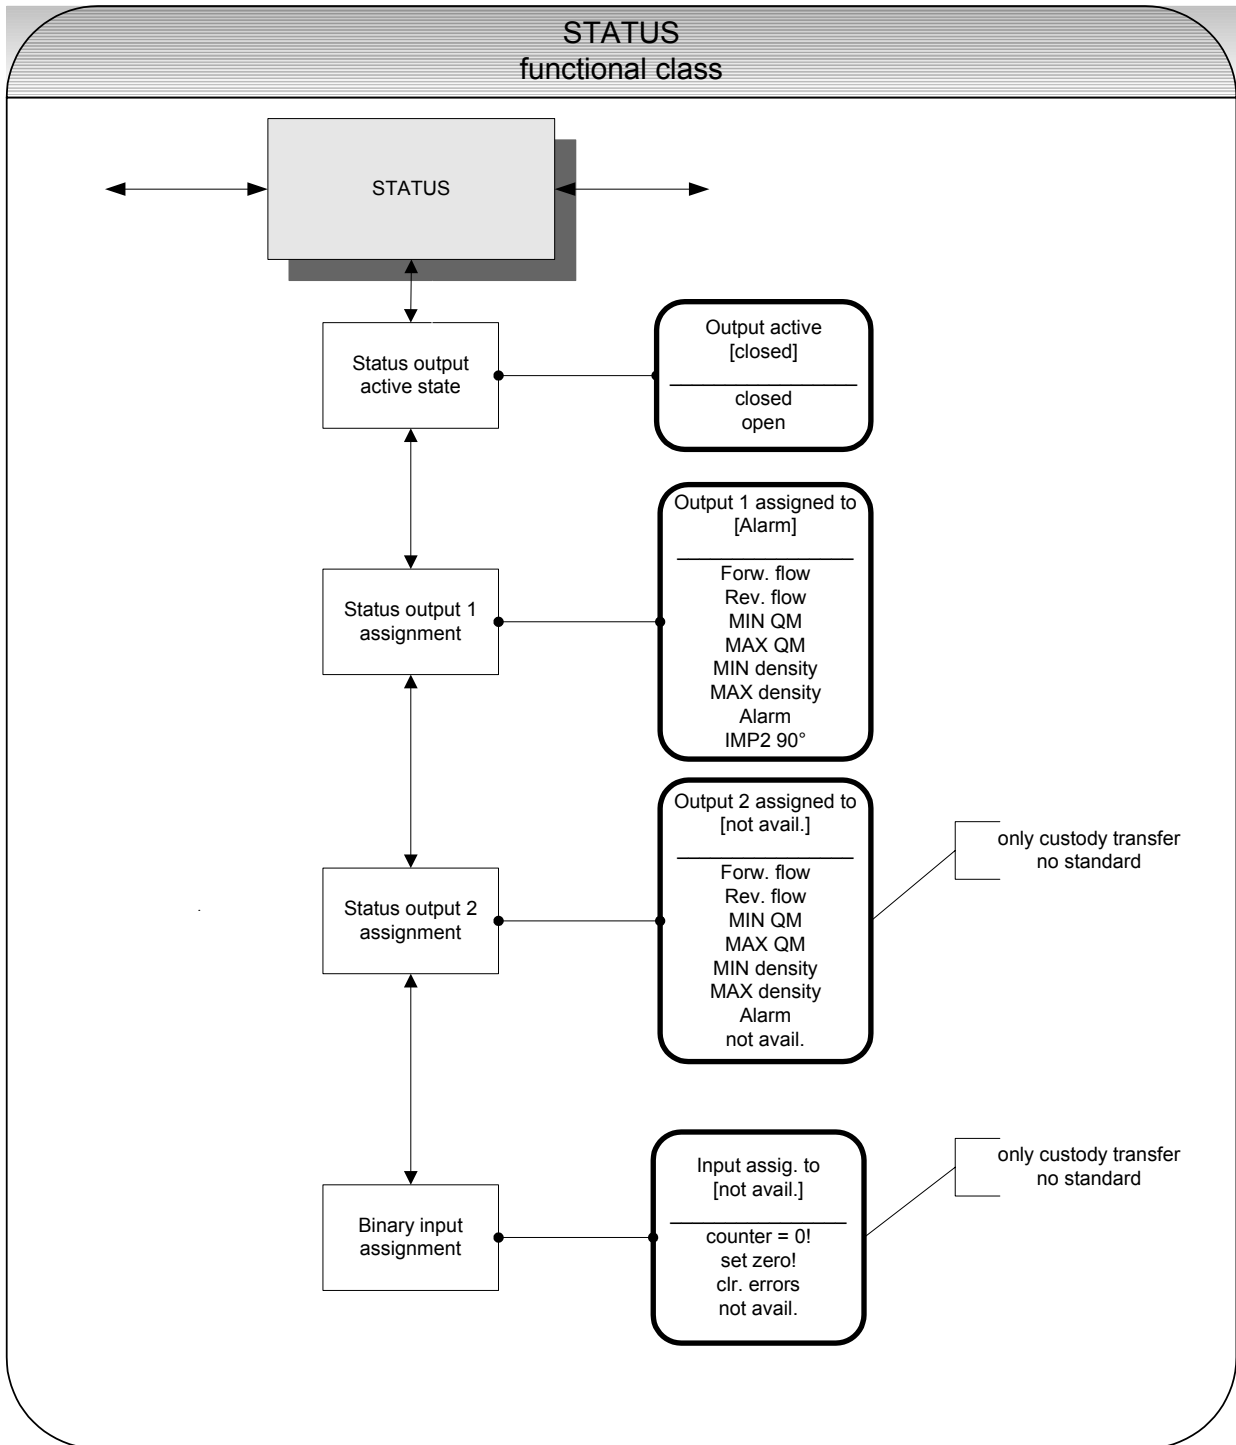 STATUS
functional class
STATUS
Status output
active state
Output active
[closed]
closed
open
Status output 1
assignment
Output 1 assigned to
[Alarm]
Forw. flow
Rev. flow
MIN QM
MAX QM
MIN density
MAX density
Alarm
IMP2 90°
Status output 2
assignment
Output 2 assigned to
[not avail.]
Forw. flow
Rev. flow
MIN QM
MAX QM
MIN density
MAX density
Alarm
not avail.
only custody transfer
no standard
Binary input
assignment
Input assig. to
[not avail.]
counter = 0!
set zero!
clr. errors
not avail.
only custody transfer
no standard